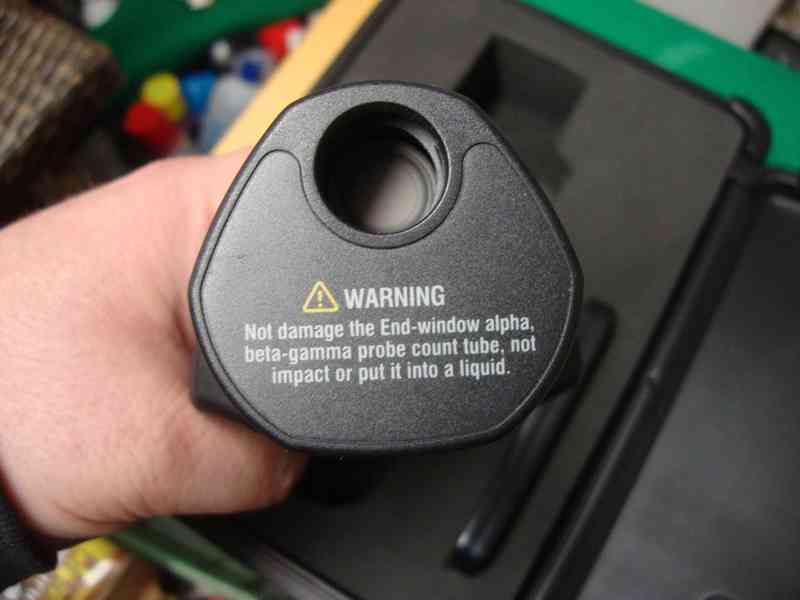 WARNING
Not damage the End-window alpha,
beta-gamma probe count tube, not
impact or put it into a liquid.